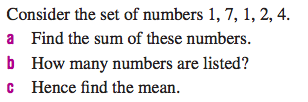 Consider the set of numbers 1, 7, 1, 2, 4.
a Find the sum of these numbers.
b How many numbers are listed?
c Hence find the mean.